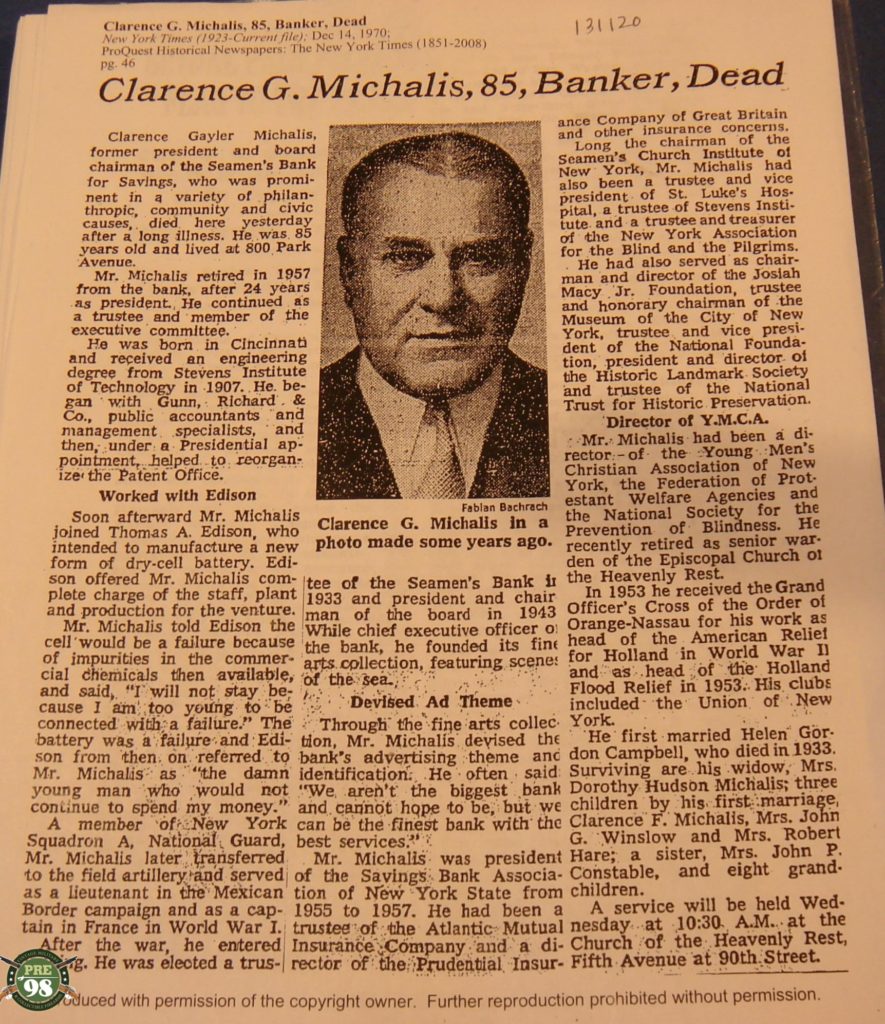 Clarence G. Michalis, 85, Banker, Dead
New York Times (1923-Current file); Dec 14, 1970;
ProQuest Historical Newspapers: The New York Times (1851-2008)
pg. 46
131120
Clarence G. Michalis, 85, Banker, Dead
Clarence Gayler Michalis,
former president and board
chairman of the Seamen's Bank
for Savings, who was promi-
nent in a variety of philan-
thropic, community and civic
causes, died here yesterday
after a long illness. He was 85
years old and lived at 800 Park
Avenue.
Mr. Michalis retired in 1957
from the bank, after 24 years
as president. He continued as
a trustee and member of the
executive committee.
He was born in Cincinnati
and received an engineering
degree from Stevens Institute
of Technology in 1907. He be-
gan with Gunn, Richard &
Co., public accountants and
management specialists, and
then, under a Presidential ap-
pointment, helped to reorgan-
ize the Patent Office.
Worked with Edison
Soon afterward Mr. Michalis
joined Thomas A. Edison, who
intended to manufacture a new
form of dry-cell battery. Edi-
son offered Mr. Michalis com-
plete charge of the staff, plant
and production for the venture.
Mr. Michalis told Edison the
cell would be a failure because
of impurities in the commer-
cial chemicals then available,
and said, "I will not stay be-
cause I am too young to be
connected with a failure." The
battery was a failure and Edi-
son from then on referred to
Mr. Michalis as "the damn
young man who would not
continue to spend my money."
A member of New York
Squadron A, National Guard,
Mr. Michalis later transferred
to the field artillery and served
as a lieutenant in the Mexican
Border campaign and as a cap-
tain in France in World War I.
After the war, he entered
g. He was elected a trus-
Fabian Bachrach
Clarence G. Michalis in a
photo made some years ago.
tee of the Seamen's Bank in
1933 and president and chair
man of the board in 1943
While chief executive officer o
the bank, he founded its fine
arts collection, featuring scenes
of the sea.
Devised Ad Theme
Through the fine arts collec-
tion, Mr. Michalis devised the
bank's advertising theme and
identification. He often said
"We aren't the biggest bank
and cannot hope to be, but we
can be the finest bank with the
best services."
Mr. Michalis was president
of the Savings Bank Associa-
tion of New York State from
1955 to 1957. He had been a
trustee of the Atlantic Mutual
Insurance Company and a di-
rector of the Prudential Insur-
ance Company of Great Britain
and other insurance concerns.
Long the chairman of the
Seamen's Church Institute of
New York, Mr. Michalis had
also been a trustee and vice
president of St. Luke's Hos-
pital, a trustee of Stevens Insti-
tute and a trustee and treasurer
of the New York Association
for the Blind and the Pilgrims.
He had also served as chair-
man and director of the Josiah
Macy Jr. Foundation, trustee
and honorary chairman of the
Museum of the City of New
York, trustee and vice presi-
dent of the National Founda-
tion, president and director of
the Historic Landmark Society
and trustee of the National
Trust for Historic Preservation.
Director of Y.M.C.A.
Mr. Michalis had been a di-
rector of the Young Men's
Christian Association of New
York, the Federation of Prot-
estant Welfare Agencies and
the National Society for the
Prevention of Blindness. He
recently retired as senior war-
den of the Episcopal Church of
the Heavenly Rest.
In 1953 he received the Grand
Officer's Cross of the Order of
Orange-Nassau for his work as
head of the American Relief
for Holland in World War II
and as head of the Holland
Flood Relief in 1953. His clubs
included the Union of New
York.
He first married Helen Gor-
don Campbell, who died in 1933.
Surviving are his widow, Mrs.
Dorothy Hudson Michalis; three
children by his first marriage,
Clarence F. Michalis, Mrs. John
G. Winslow and Mrs. Robert
Hare; a sister, Mrs. John P.
Constable, and eight grand-
children.
A service will be held Wed-
nesday at 10:30 A.M. at the
Church of the Heavenly Rest,
Fifth Avenue at 90th Street.
PRE
98
oduced with permission of the copyright owner. Further reproduction prohibited without permission.